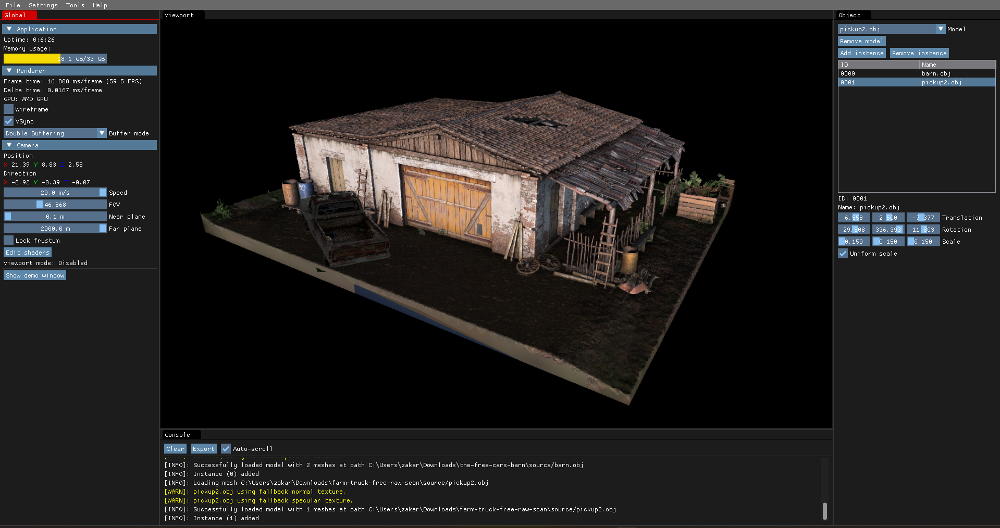 File Settings Tools Help
Global
Application
Uptime: 0:6:26
Memory usage:
18.1 GB/33 GB
Renderer
Frame time: 16.808 ms/frame (59.5 FPS)
Delta time: 0.0167 ms/frame
GPU: AMD GPU
Wireframe
VSync
Double Buffering Buffer mode
Camera
Position
X 21.39 Y 8.83 Z 2.58
Direction
X -0.92 Y -0.39 Z -0.07
20.0 m/s Speed
46.868 FOV
0.1 m Near plane
2000.0 m Far plane
Lock frustum
Edit shaders
Viewport mode: Disabled
Show demo window
Viewport
Console
Clear Export Auto-scroll
[INFO]: Successfully loaded model with 2 meshes at path C:\Users\zakar\Downloads\the-free-cars-barn\source/barn.obj
[INFO]: Instance (0) added
[INFO]: Loading mesh C:\Users\zakar\Downloads\farm-truck-free-raw-scan\source/pickup2.obj
[WARN]: pickup2.obj using fallback normal texture.
[WARN]: pickup2.obj using fallback specular texture.
[INFO]: Successfully loaded model with 1 meshes at path C:\Users\zakar\Downloads\farm-truck-free-raw-scan\source/pickup2.obj
[INFO]: Instance (1) added
Object
pickup2.obj Model
Remove model
Add instance Remove instance
ID Name
0000 barn.obj
0001 pickup2.obj
ID: 0001
Name: pickup2.obj
6.558 2.500 -7.377 Translation
29.508 336.393 11.803 Rotation
0.150 0.150 0.150 Scale
Uniform scale